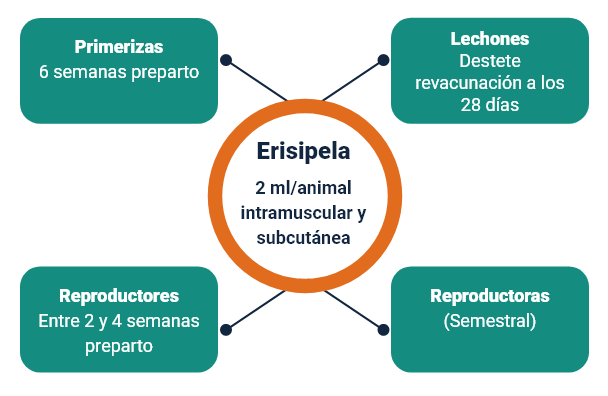 Primerizas
6 semanas preparto
Lechones
Destete
revacunación a los
28 días
Erisipela
2 ml/animal
intramuscular y
subcutánea
Reproductores
Entre 2 y 4 semanas
preparto
Reproductoras
(Semestral)